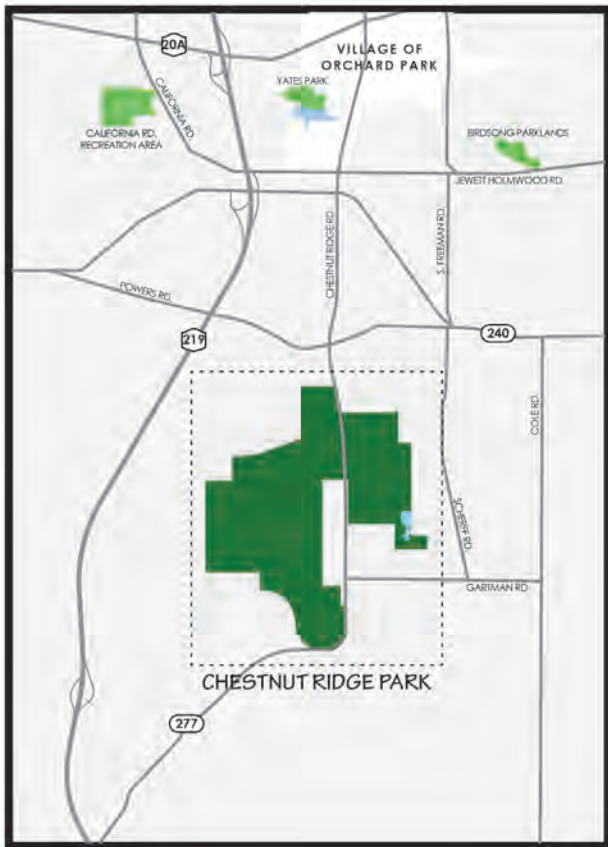 20A
VILLAGE OF
ORCHARD PARK
YATES PARK
CALIFORNIA RD.
CALIFORNIA RD.
RECREATION AREA
BIRDSONG PARKLANDS
JEWETT HOLMWOOD RD.
CHESTNUT RIDGE RD.
S. FREEMAN RD.
POWERS RD.
219
240
COLE RD.
SCHERFF RD
GARTMAN RD
CHESTNUT RIDGE PARK
277